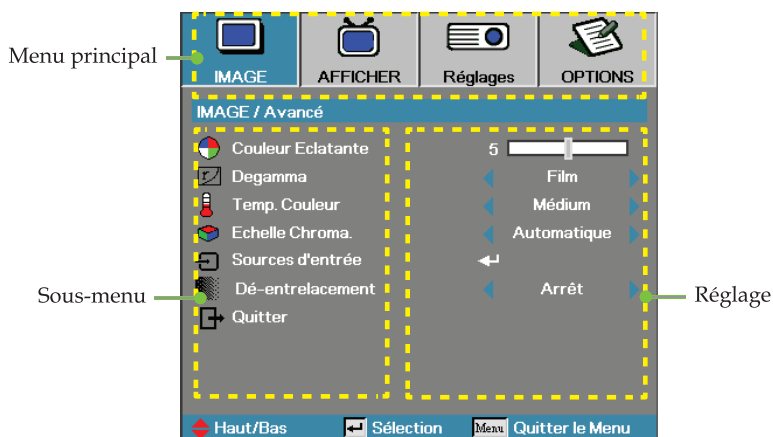 Menu principal
IMAGE AFFICHER Réglages OPTIONS
IMAGE / Avancé
Couleur Eclatante 5
Degamma Film
Temp. Couleur Médium
Echelle Chroma. Automatique
Sources d'entrée
Dé-entrelacement Arrêt
Sous-menu
Réglage
Quitter
Haut/Bas Sélection Menu Quitter le Menu